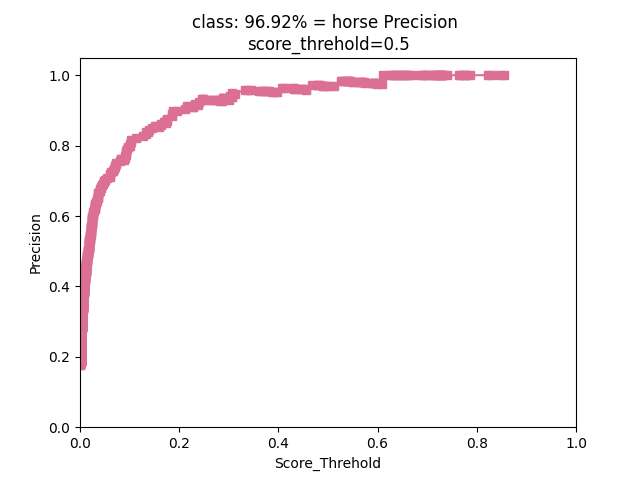 class: 96.92% = horse Precision
score_threhold=0.5
1.0
0.8
0.6
0.4
0.2
0.0
Precision
0.0 0.2 0.4 0.6 0.8 1.0
Score_Threhold